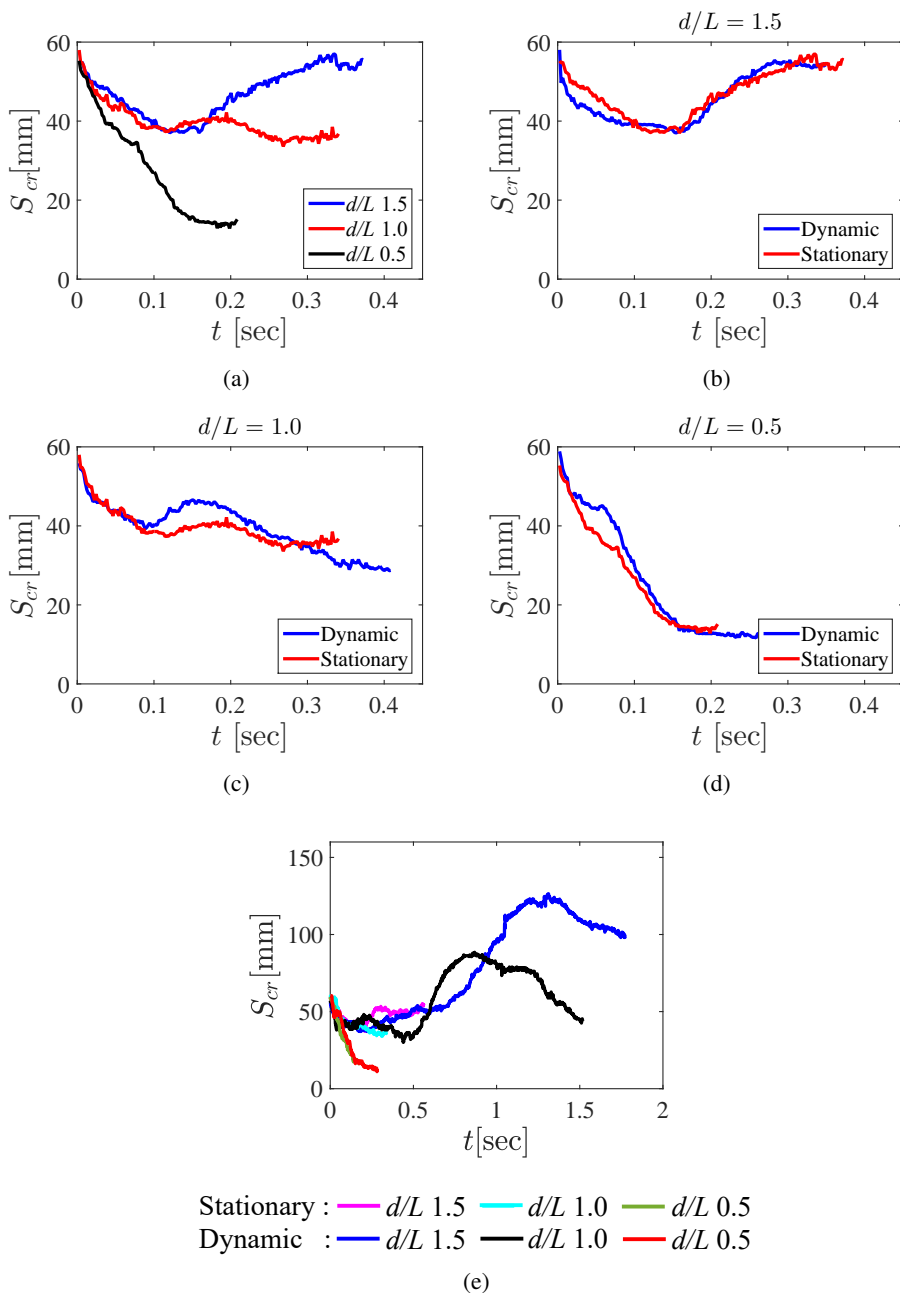 60
40
20
0
S_cr[mm]
0 0.1 0.2 0.3 0.4
t [sec]
d/L 1.5
d/L 1.0
d/L 0.5
(a)
d/L = 1.5
60
40
20
0
S_cr[mm]
0 0.1 0.2 0.3 0.4
t [sec]
Dynamic
Stationary
(b)
d/L = 1.0
60
40
20
0
S_cr[mm]
0 0.1 0.2 0.3 0.4
t [sec]
Dynamic
Stationary
(c)
d/L = 0.5
60
40
20
0
S_cr[mm]
0 0.1 0.2 0.3 0.4
t [sec]
Dynamic
Stationary
(d)
150
100
50
0
S_cr[mm]
0 0.5 1 1.5 2
t[sec]
Stationary : d/L 1.5 d/L 1.0 d/L 0.5
Dynamic : d/L 1.5 d/L 1.0 d/L 0.5
(e)